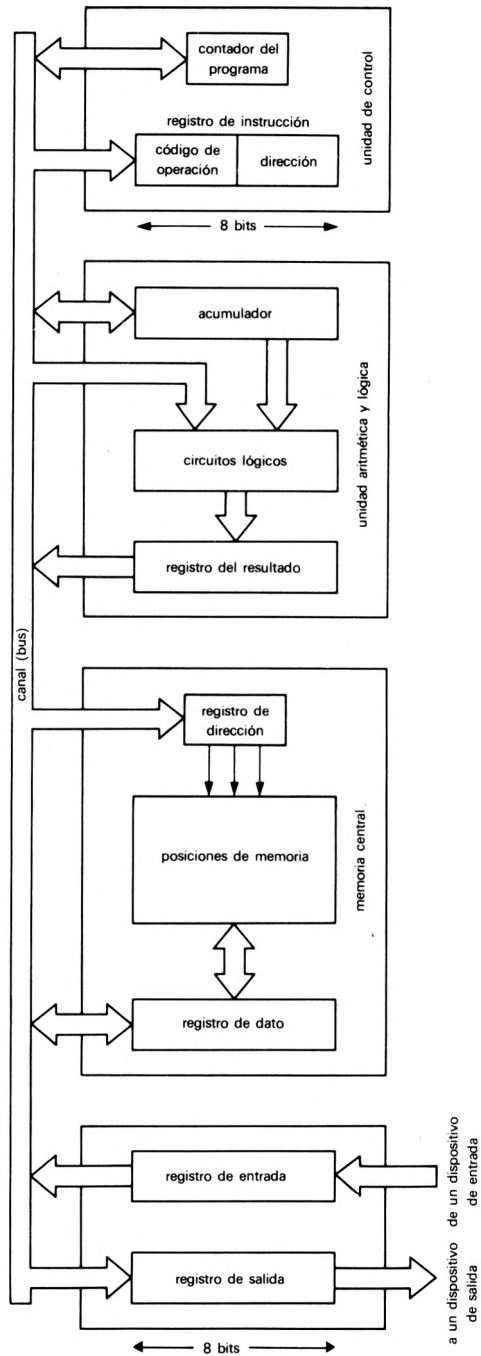 contador del
programa
unidad de control
registro de instrucción
código de
operación
dirección
8 bits
acumulador
circuitos lógicos
registro del resultado
unidad aritmética y lógica
canal (bus)
registro de
dirección
posiciones de memoria
registro de dato
memoria central
registro de entrada
de un dispositivo
de entrada
registro de salida
a un dispositivo
de salida
8 bits